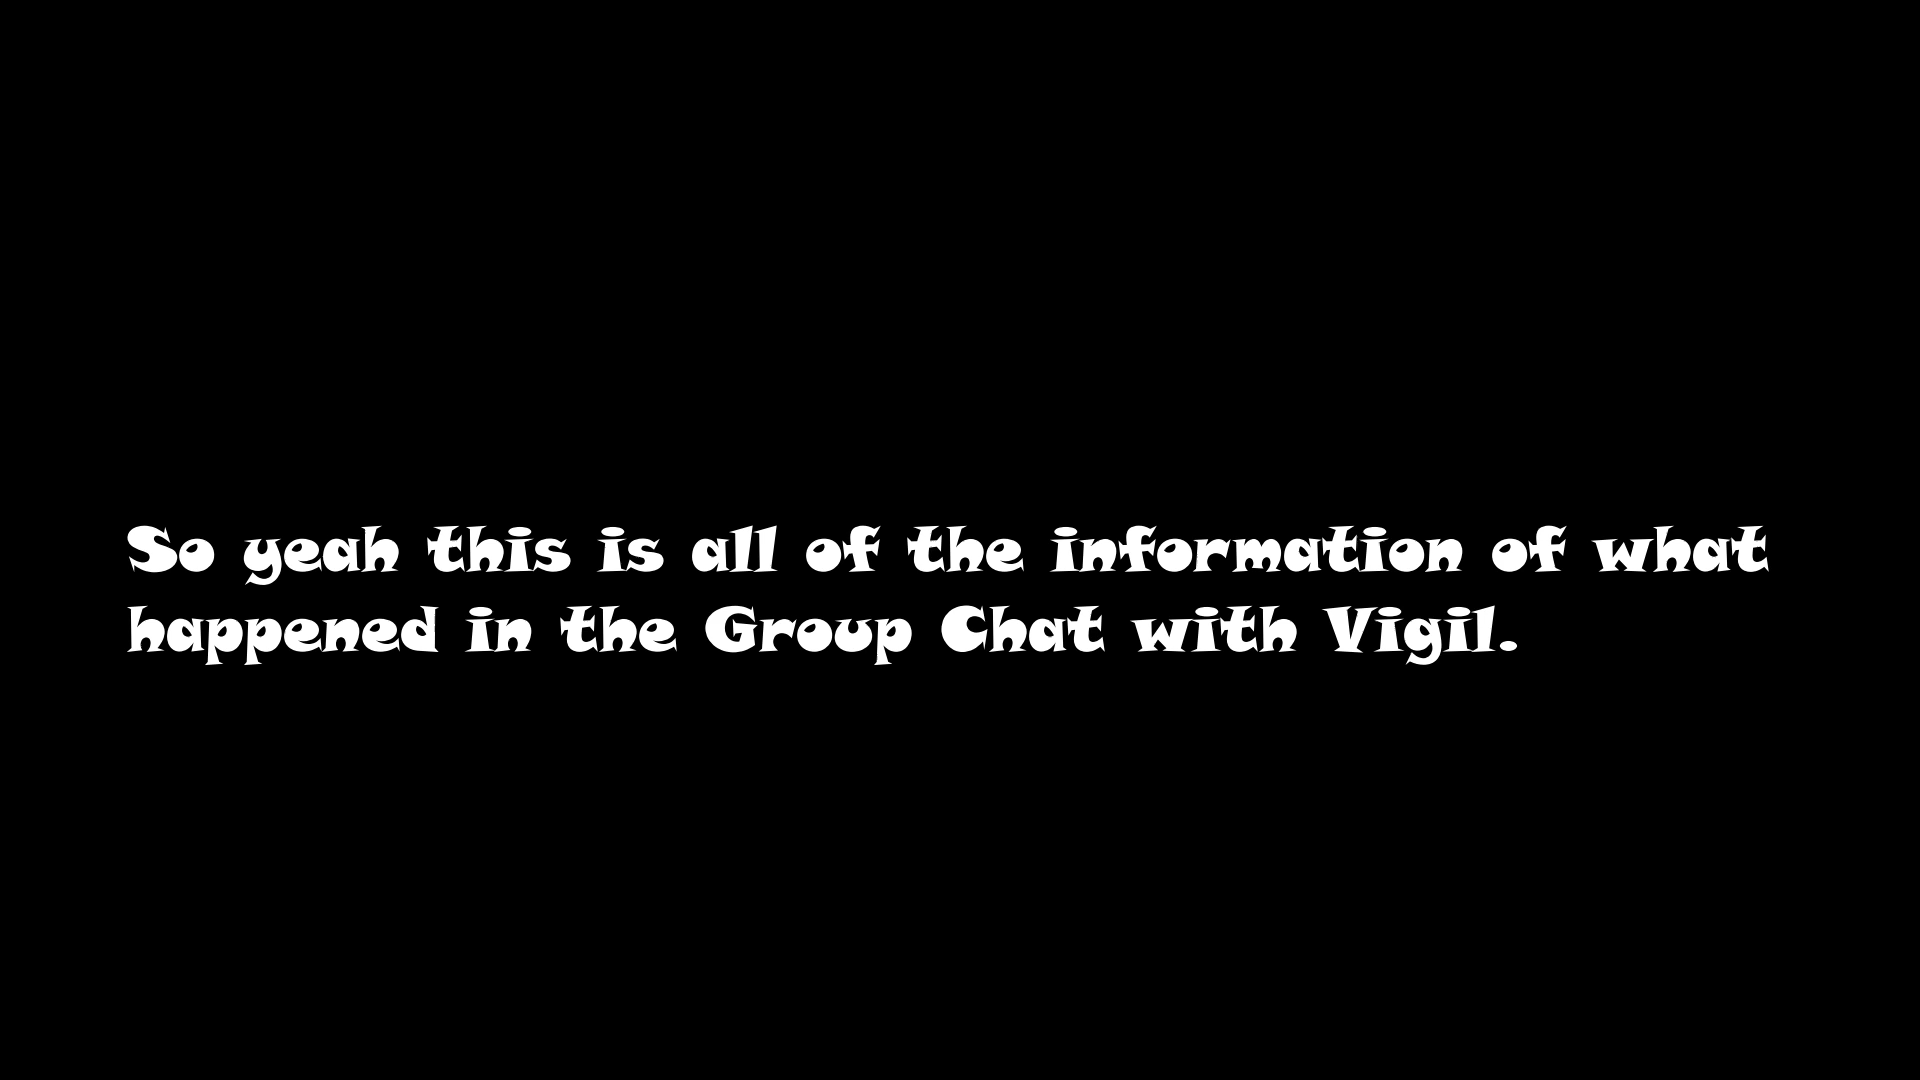 So yeah this is all of the information of what
happened in the Group Chat with Vigil.